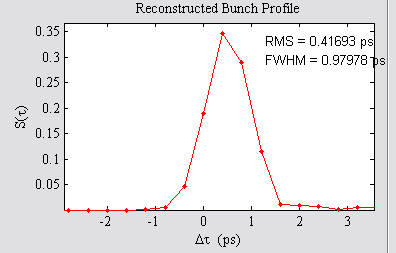 Reconstructed Bunch Profile
RMS = 0.41693 ps
FWHM = 0.97978 ps
S(τ)
0.35
0.3
0.25
0.2
0.15
0.1
0.05
-2 -1 0 1 2 3
Δτ (ps)